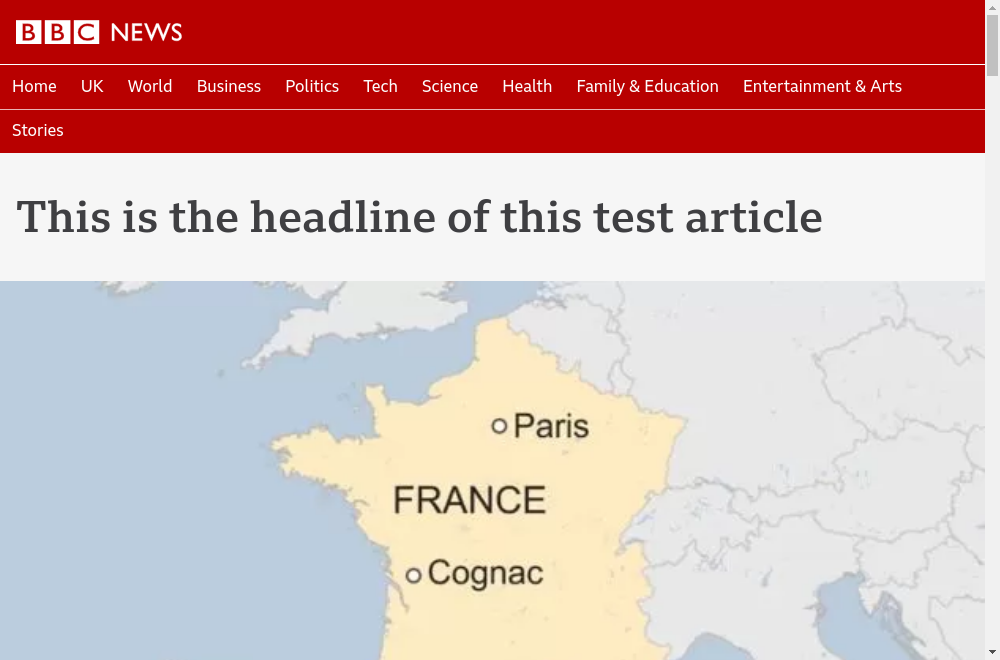 BBC NEWS
Home UK World Business Politics Tech Science Health Family & Education Entertainment & Arts
Stories
This is the headline of this test article
Paris
FRANCE
Cognac